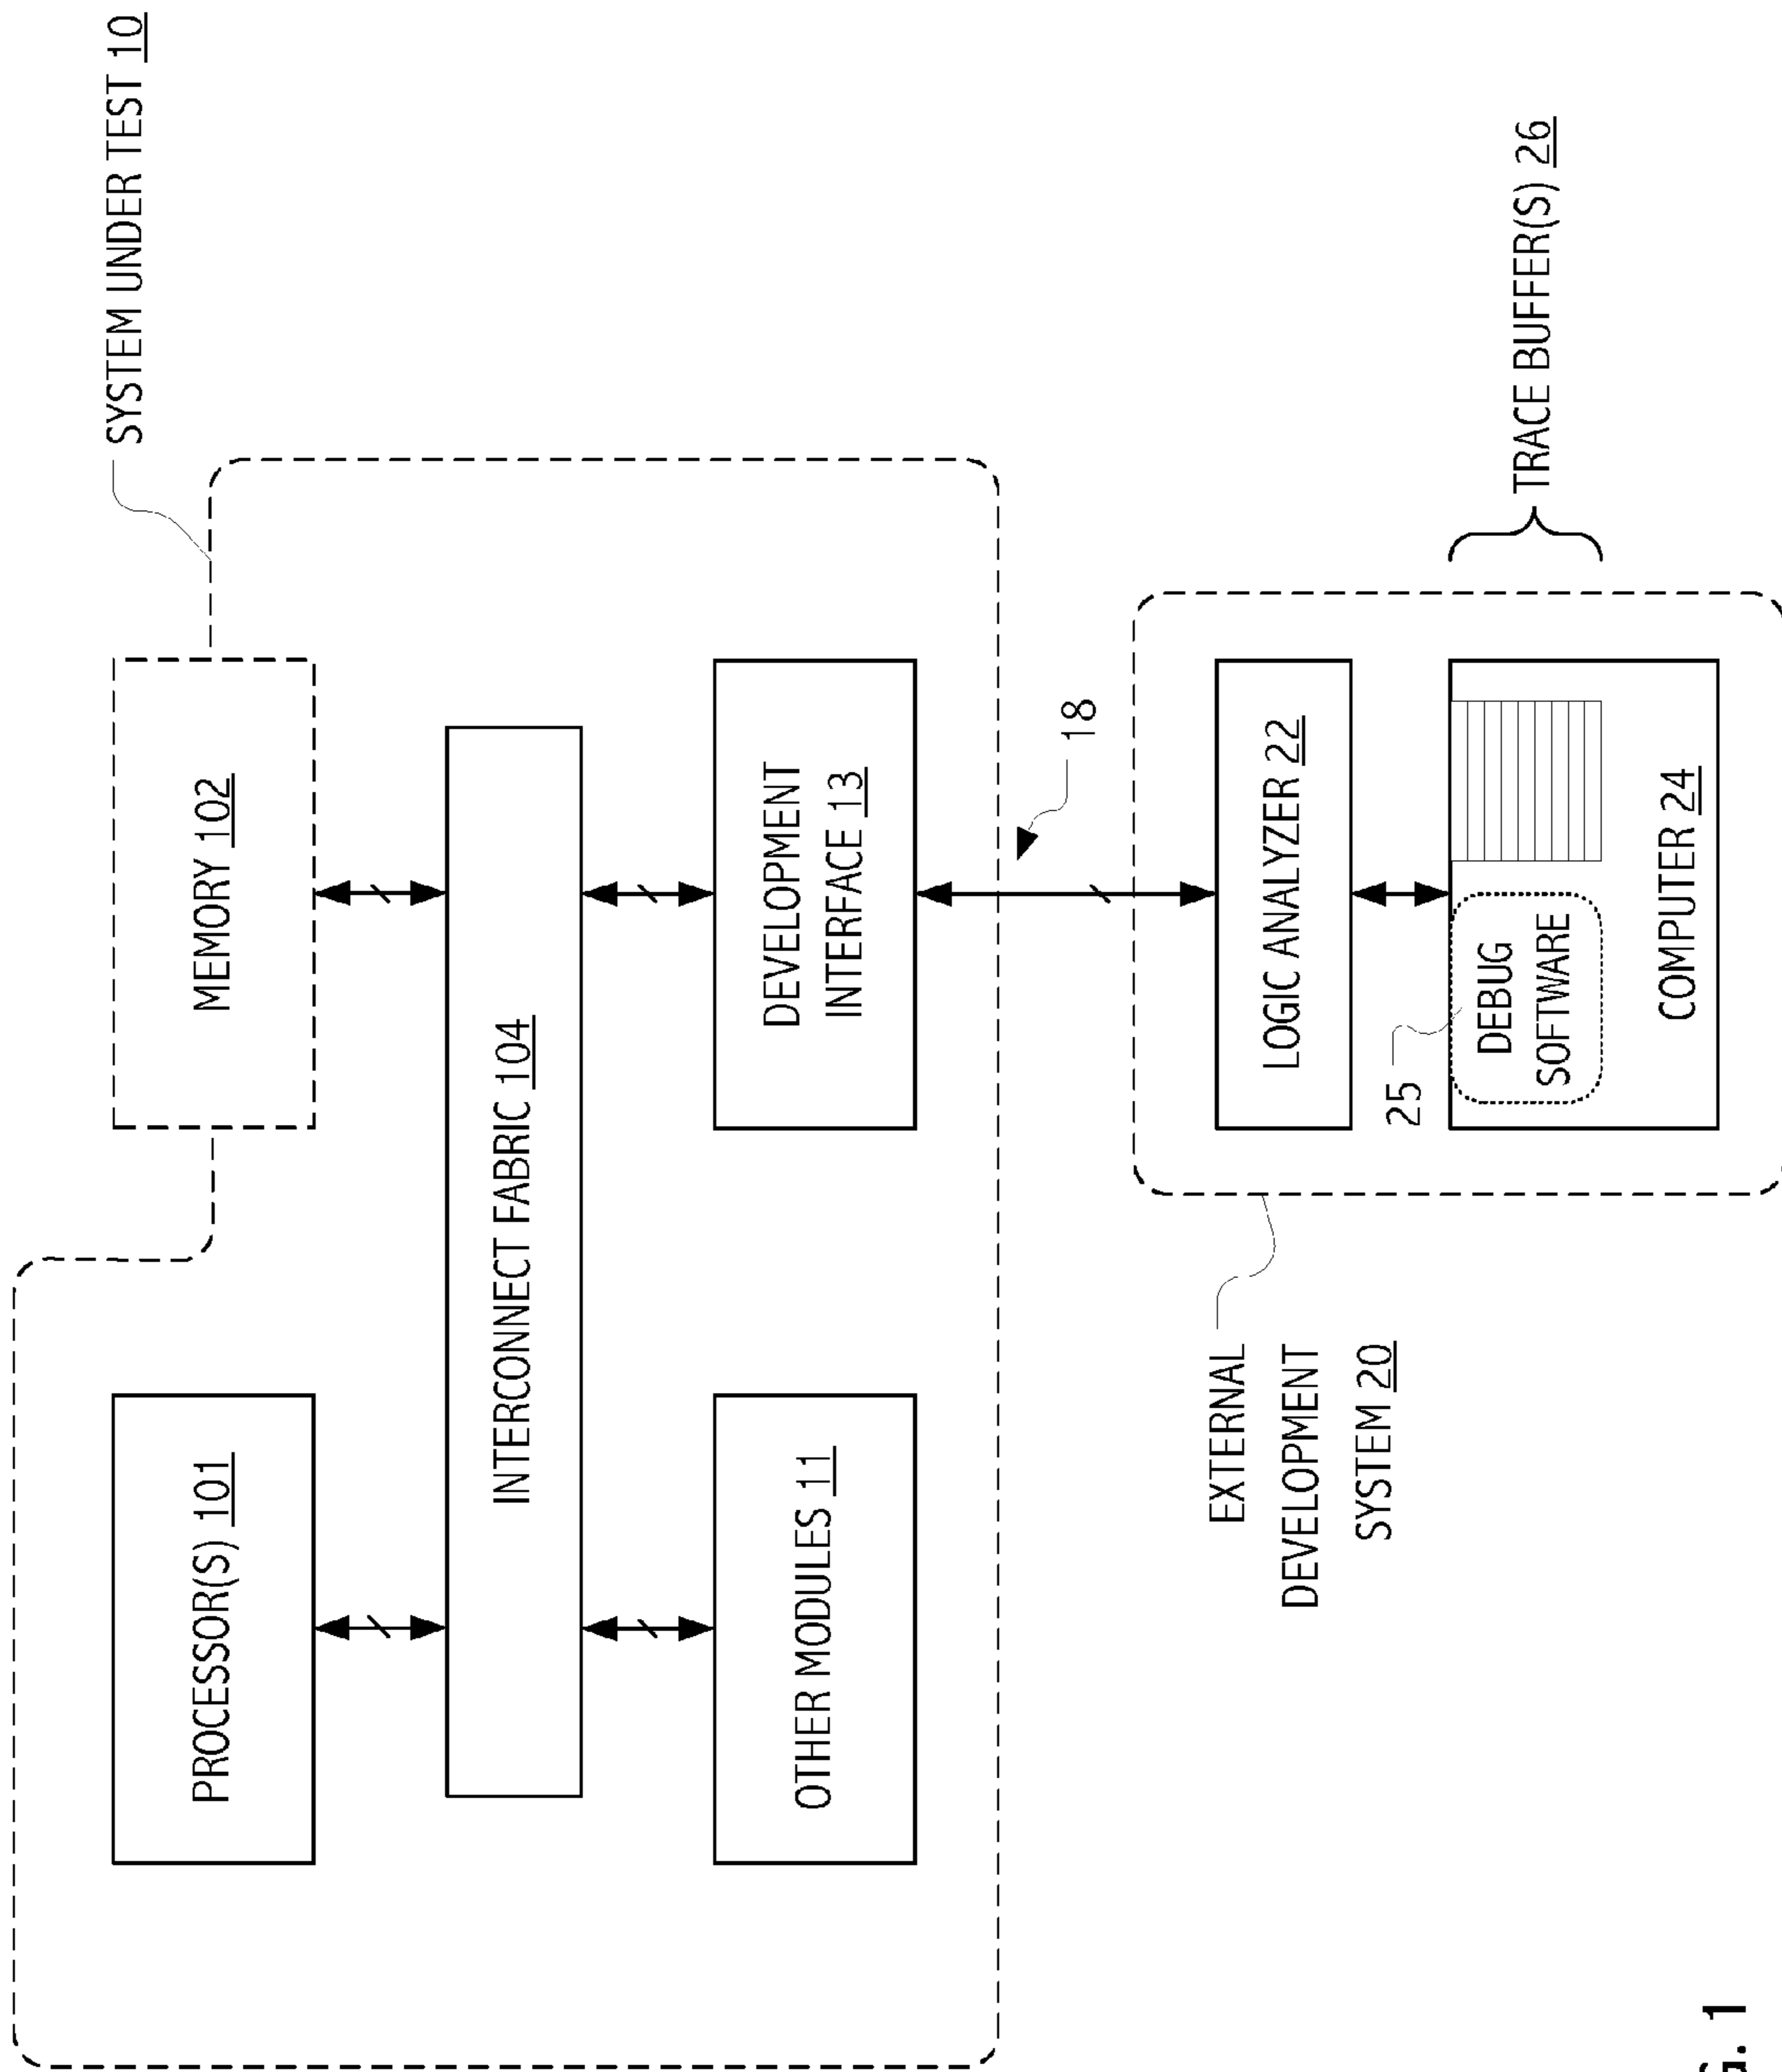 SYSTEM UNDER TEST 10
PROCESSOR(S) 101
MEMORY 102
INTERCONNECT FABRIC 104
OTHER MODULES 11
DEVELOPMENT
INTERFACE 13
18
EXTERNAL
DEVELOPMENT
SYSTEM 20
LOGIC ANALYZER 22
25
DEBUG
SOFTWARE
COMPUTER 24
TRACE BUFFER(S) 26
G. 1